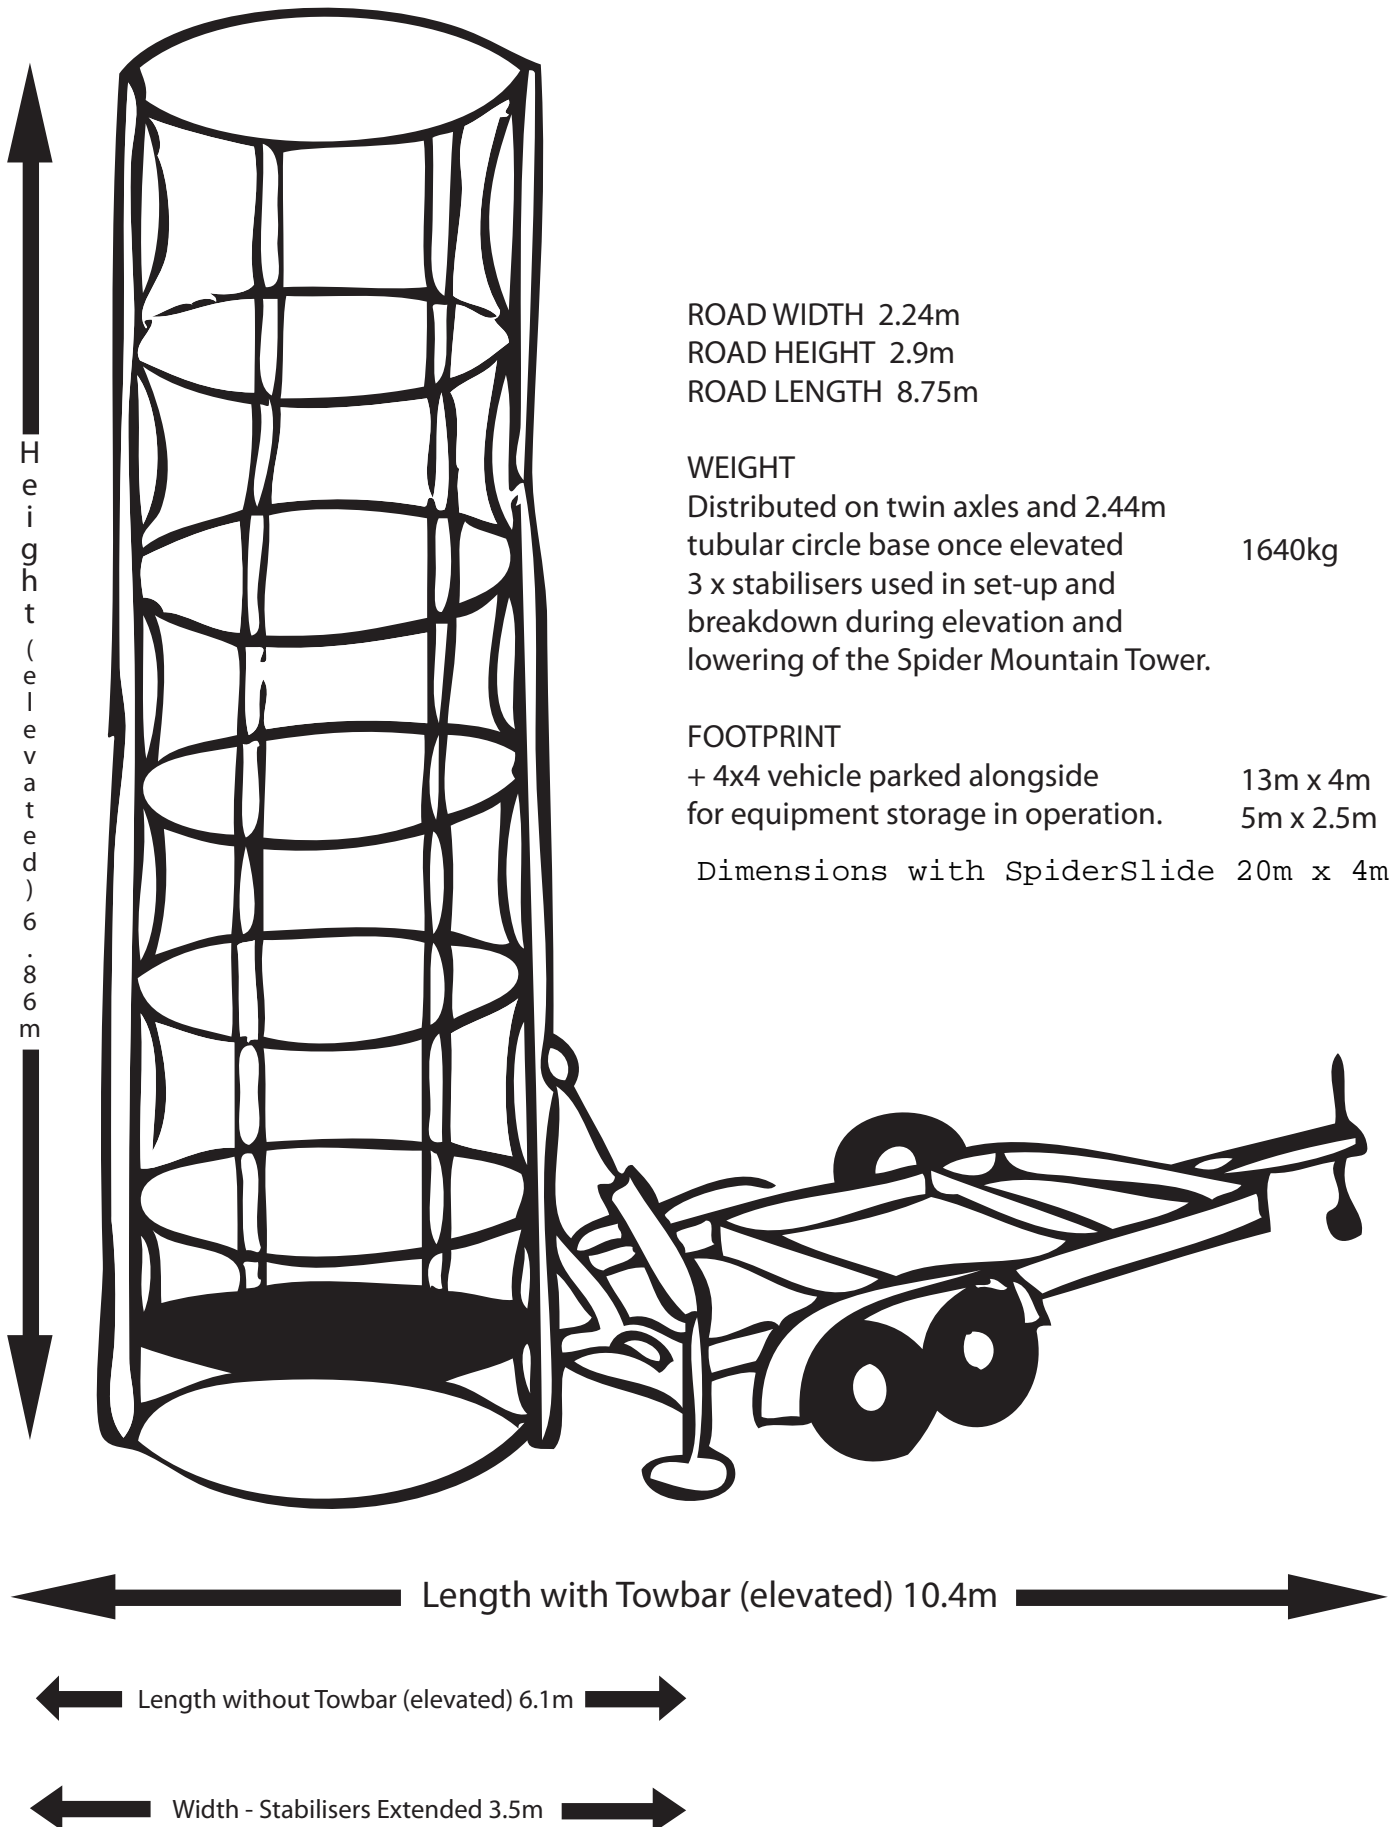 Height (elevated) 6.86m
ROAD WIDTH 2.24m
ROAD HEIGHT 2.9m
ROAD LENGTH 8.75m
WEIGHT
Distributed on twin axles and 2.44m
tubular circle base once elevated 1640kg
3 x stabilisers used in set-up and
breakdown during elevation and
lowering of the Spider Mountain Tower.
FOOTPRINT
+ 4x4 vehicle parked alongside 13m x 4m
for equipment storage in operation. 5m x 2.5m
Dimensions with SpiderSlide 20m x 4m
Length with Towbar (elevated) 10.4m
Length without Towbar (elevated) 6.1m
Width - Stabilisers Extended 3.5m